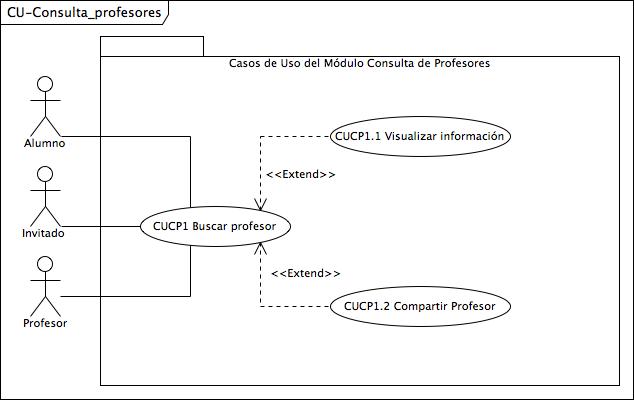 CU-Consulta_profesores
Casos de Uso del Módulo Consulta de Profesores
Alumno
CUCP1.1 Visualizar información
<<Extend>>
Invitado
CUCP1 Buscar profesor
<<Extend>>
CUCP1.2 Compartir Profesor
Profesor